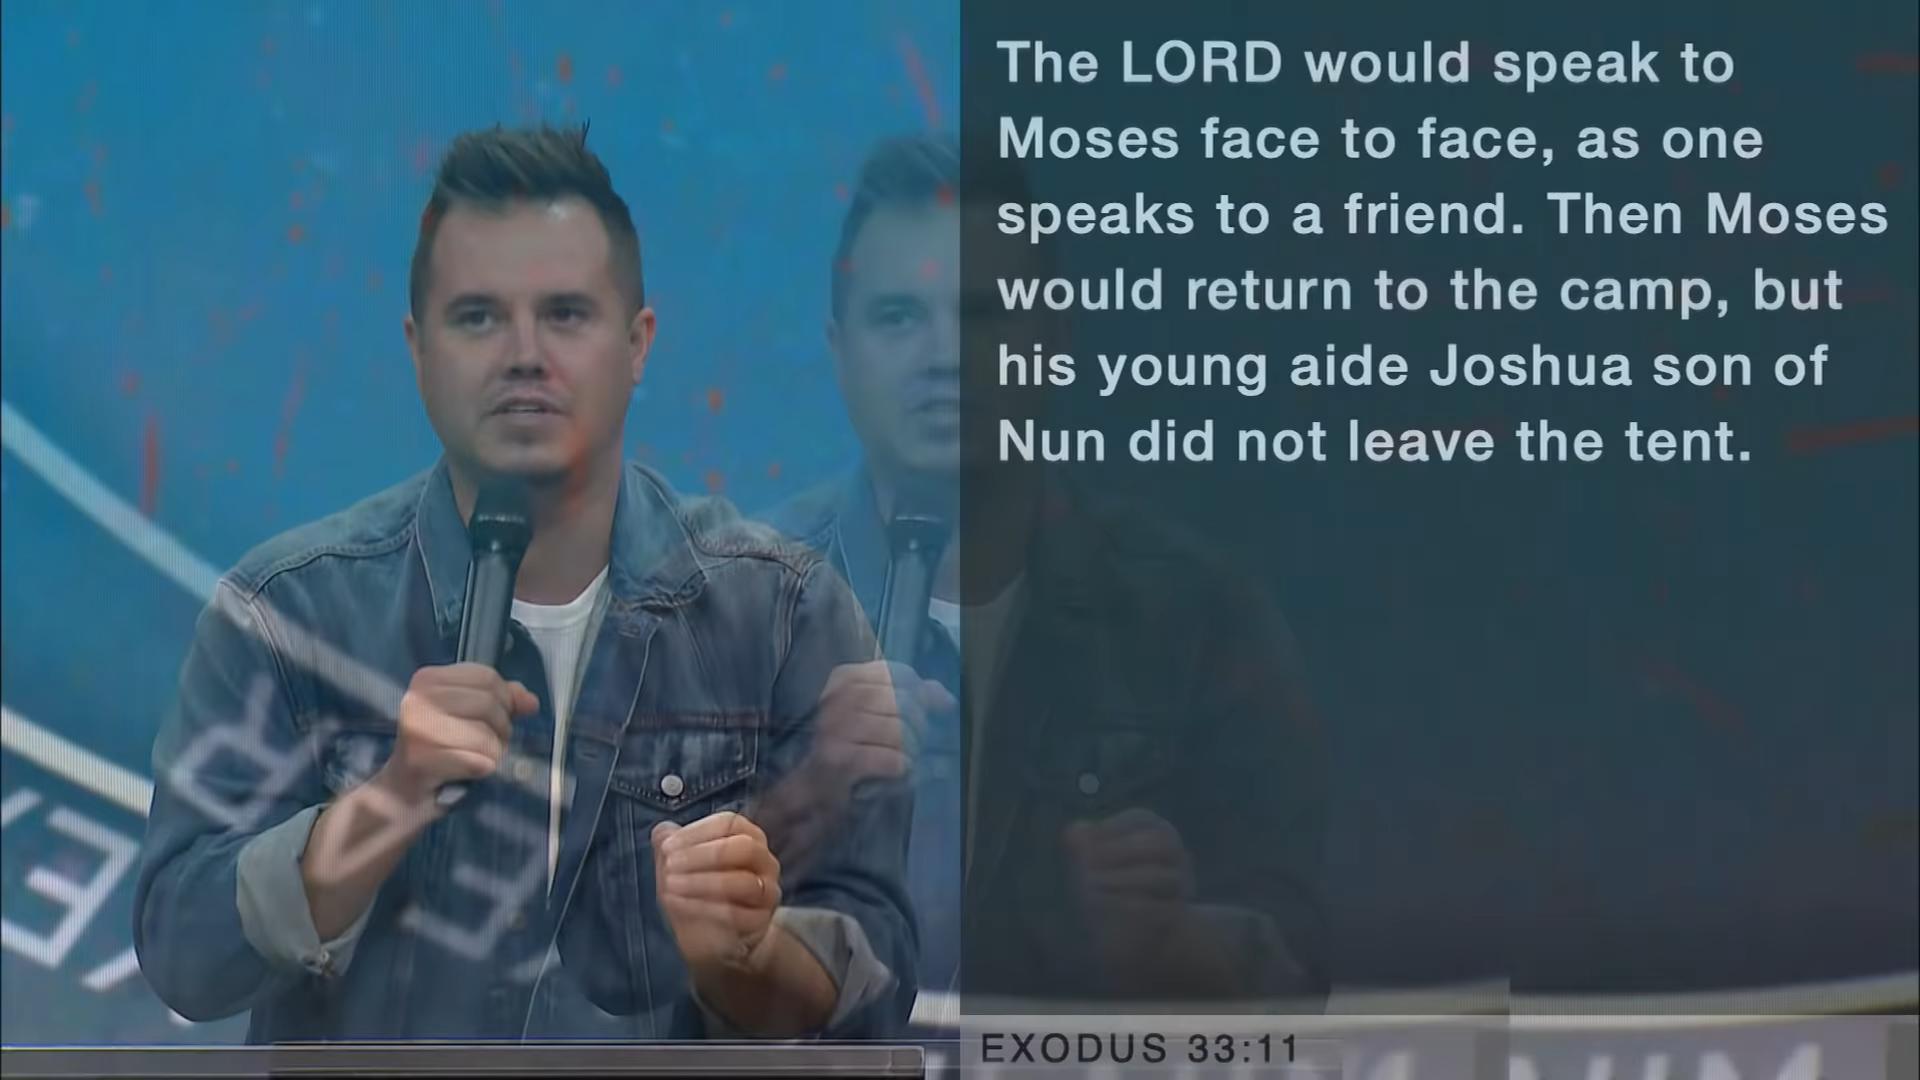 The LORD would speak to
Moses face to face, as one
speaks to a friend. Then Moses
would return to the camp, but
his young aide Joshua son of
Nun did not leave the tent.
EXODUS 33:11